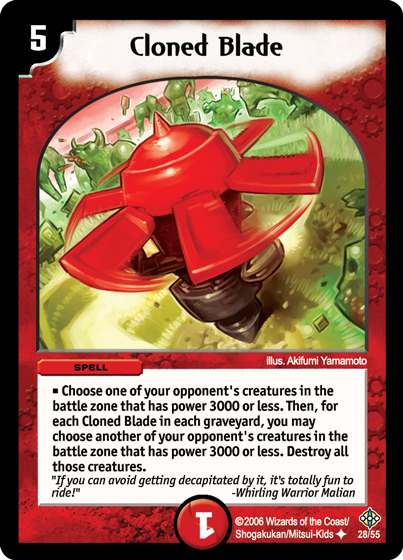 5
Cloned Blade
illus. Akifumi Yamamoto
SPELL
▪ Choose one of your opponent's creatures in the
battle zone that has power 3000 or less. Then, for
each Cloned Blade in each graveyard, you may
choose another of your opponent's creatures in the
battle zone that has power 3000 or less. Destroy all
those creatures.
"If you can avoid getting decapitated by it, it's totally fun to
ride!" -Whirling Warrior Malian
1
©2006 Wizards of the Coast/
Shogakukan/Mitsui-Kids ✦ 28/55